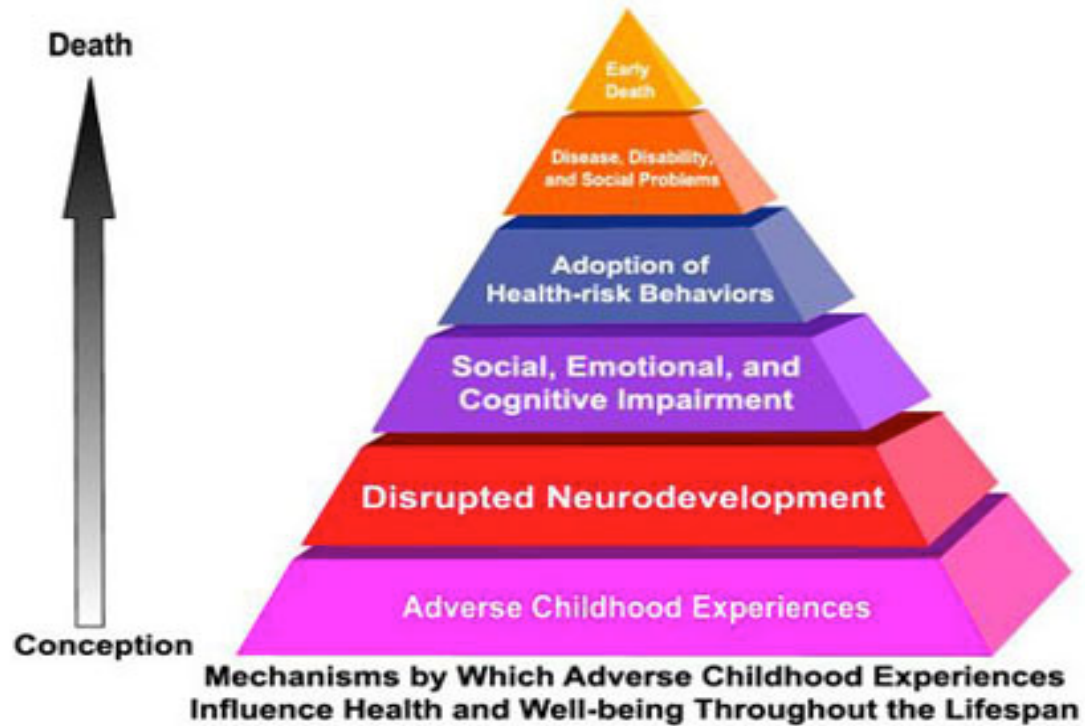 Death
Early
Death
Disease, Disability,
and Social Problems
Adoption of
Health-risk Behaviors
Social, Emotional, and
Cognitive Impairment
Disrupted Neurodevelopment
Adverse Childhood Experiences
Conception
Mechanisms by Which Adverse Childhood Experiences
Influence Health and Well-being Throughout the Lifespan